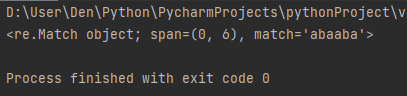 D:\User\Den\Python\PycharmProjects\pythonProject\v
<re.Match object; span=(0, 6), match='abaaba'>
Process finished with exit code 0